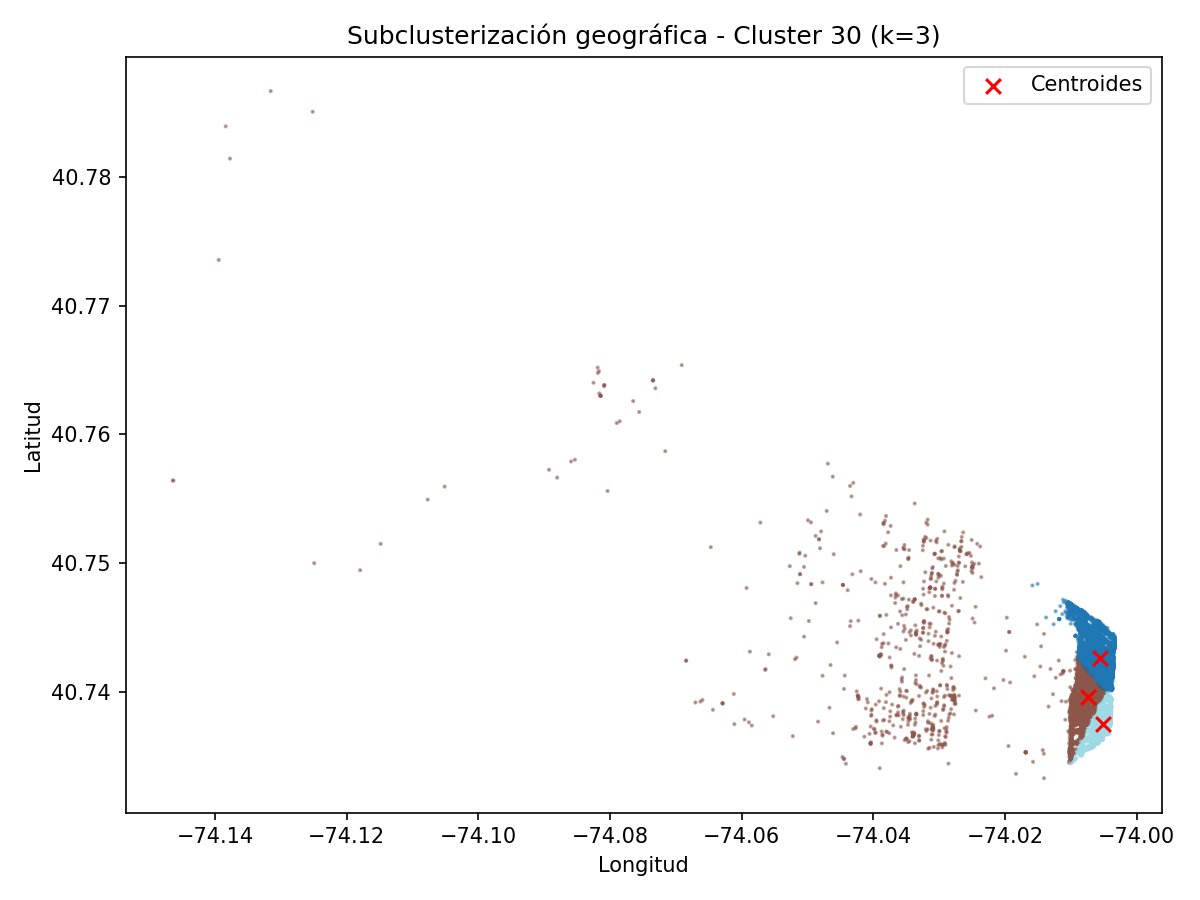 Subclusterización geográfica - Cluster 30 (k=3)
Centroides
40.78
40.77
40.76
40.75
40.74
Latitud
−74.14 −74.12 −74.10 −74.08 −74.06 −74.04 −74.02 −74.00
Longitud